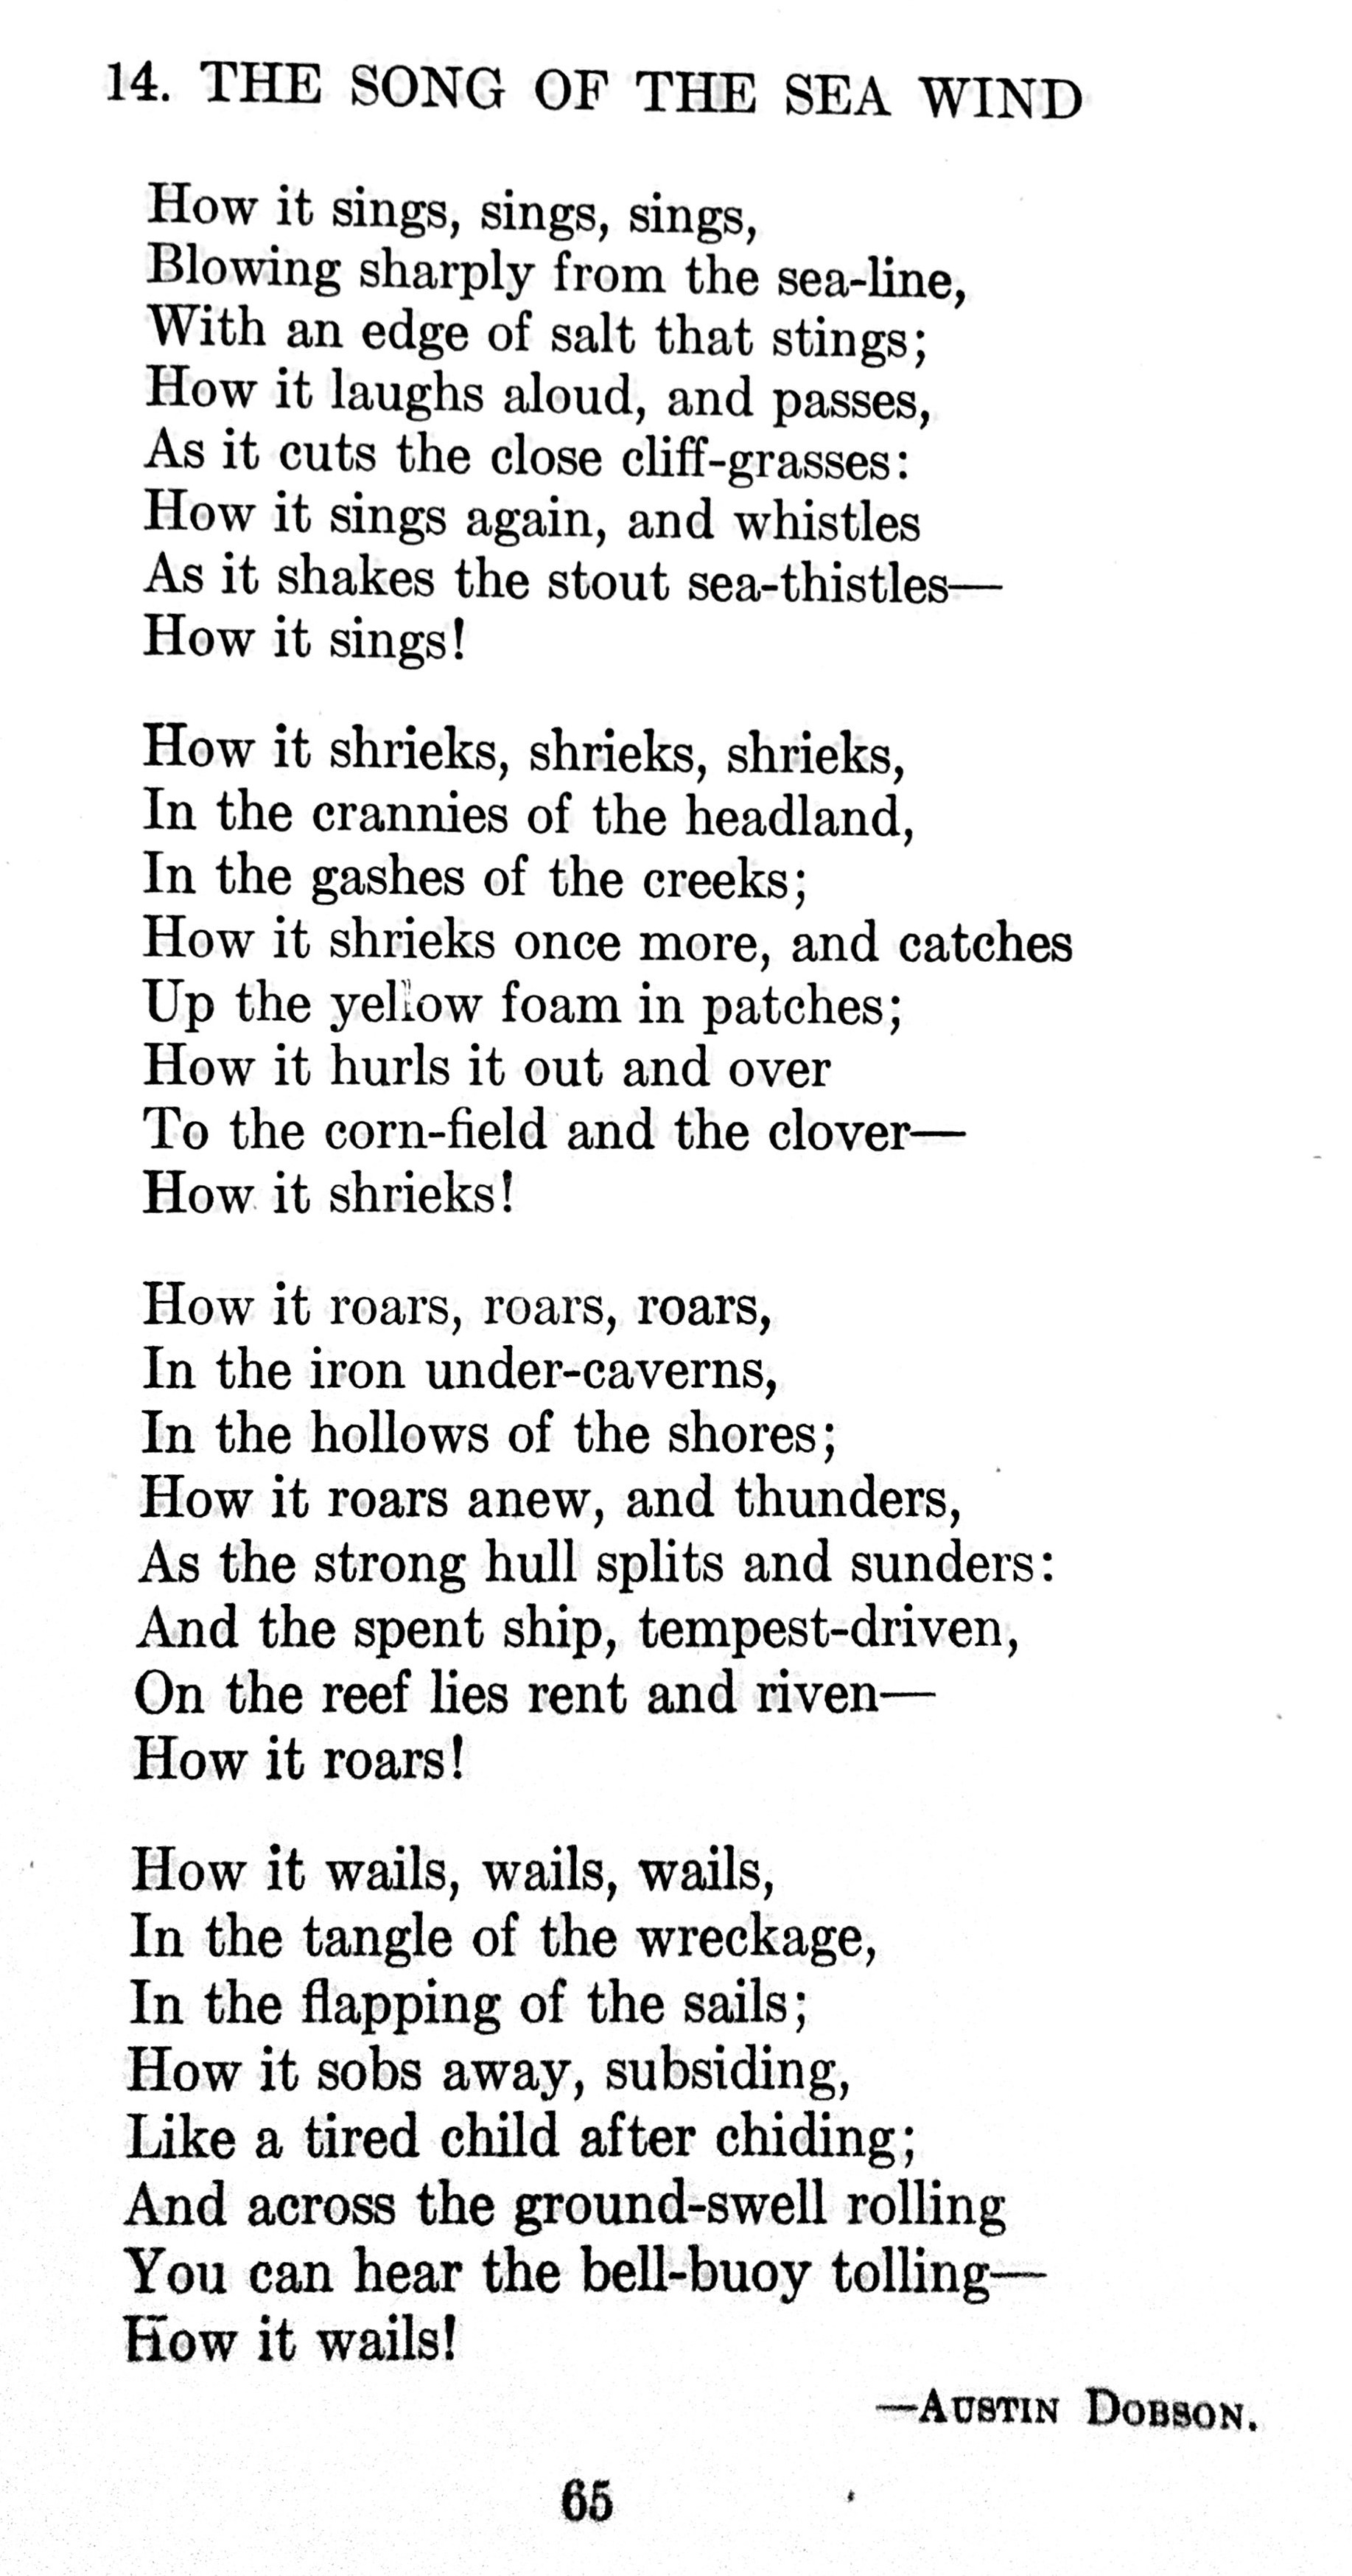 14. THE SONG OF THE SEA WIND
How it sings, sings, sings,
Blowing sharply from the sea-line,
With an edge of salt that stings;
How it laughs aloud, and passes,
As it cuts the close cliff-grasses:
How it sings again, and whistles
As it shakes the stout sea-thistles—
How it sings!
How it shrieks, shrieks, shrieks,
In the crannies of the headland,
In the gashes of the creeks;
How it shrieks once more, and catches
Up the yellow foam in patches;
How it hurls it out and over
To the corn-field and the clover—
How it shrieks!
How it roars, roars, roars,
In the iron under-caverns,
In the hollows of the shores;
How it roars anew, and thunders,
As the strong hull splits and sunders:
And the spent ship, tempest-driven,
On the reef lies rent and riven—
How it roars!
How it wails, wails, wails,
In the tangle of the wreckage,
In the flapping of the sails;
How it sobs away, subsiding,
Like a tired child after chiding;
And across the ground-swell rolling
You can hear the bell-buoy tolling—
How it wails!
—AUSTIN DOBSON.
65